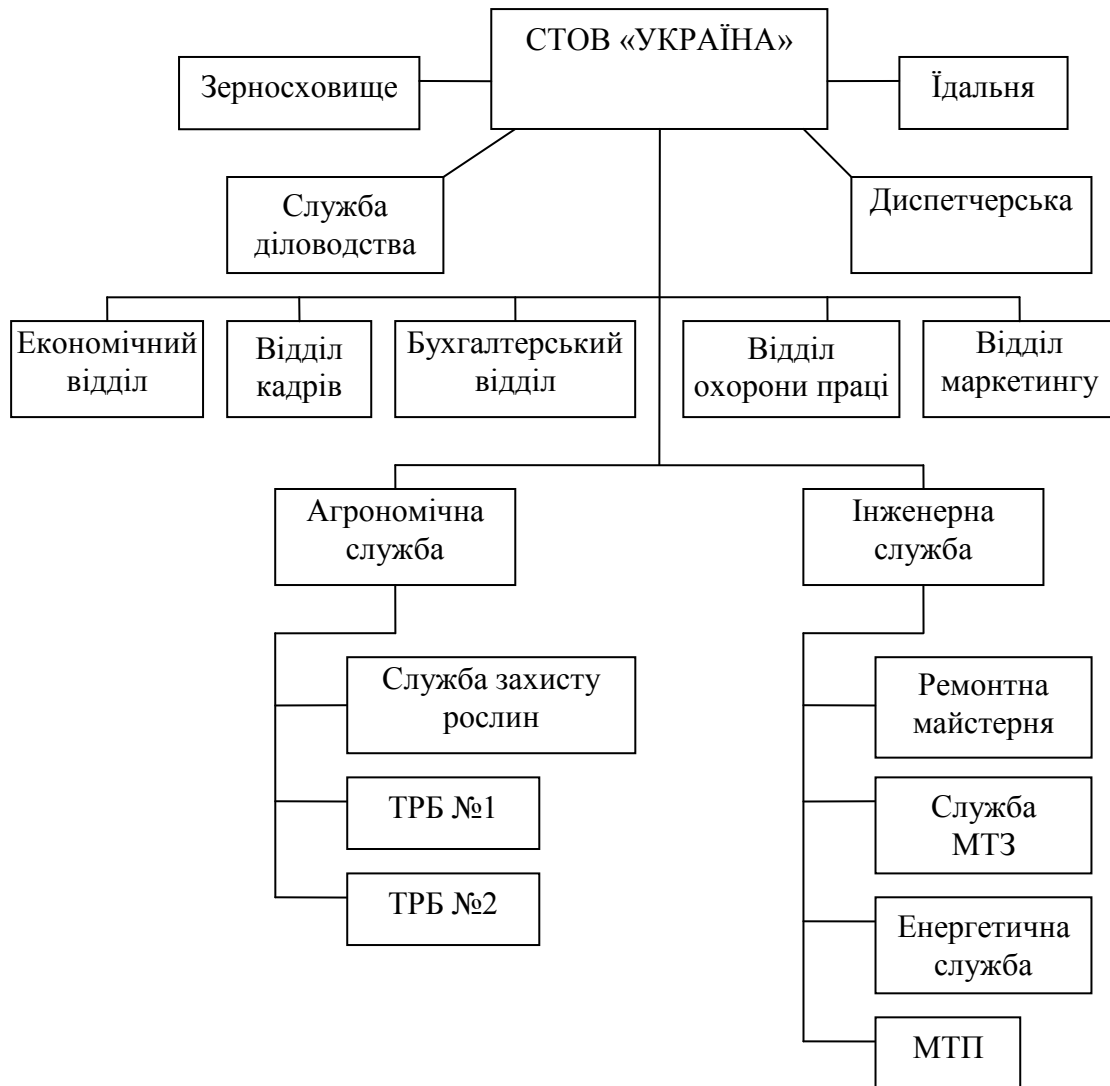 СТОВ «УКРАЇНА»
Зерносховище
Їдальня
Служба
діловодства
Диспетчерська
Економічний
відділ
Відділ
кадрів
Бухгалтерський
відділ
Відділ
охорони праці
Відділ
маркетингу
Агрономічна
служба
Інженерна
служба
Служба захисту
рослин
ТРБ №1
ТРБ №2
Ремонтна
майстерня
Служба
МТЗ
Енергетична
служба
МТП